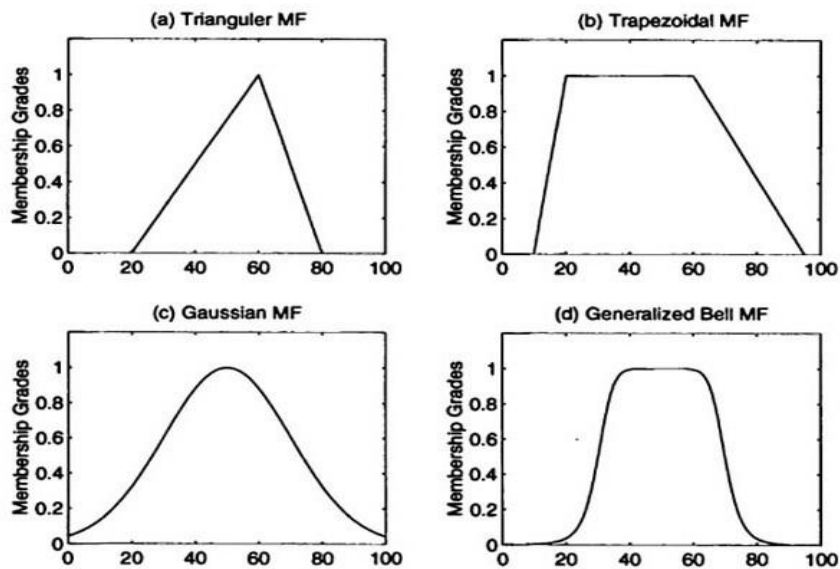 (a) Trianguler MF
Membership Grades
1
0.8
0.6
0.4
0.2
0
0 20 40 60 80 100
(b) Trapezoidal MF
Membership Grades
1
0.8
0.6
0.4
0.2
0
0 20 40 60 80 100
(c) Gaussian MF
Membership Grades
1
0.8
0.6
0.4
0.2
0
0 20 40 60 80 100
(d) Generalized Bell MF
Membership Grades
1
0.8
0.6
0.4
0.2
0
0 20 40 60 80 100